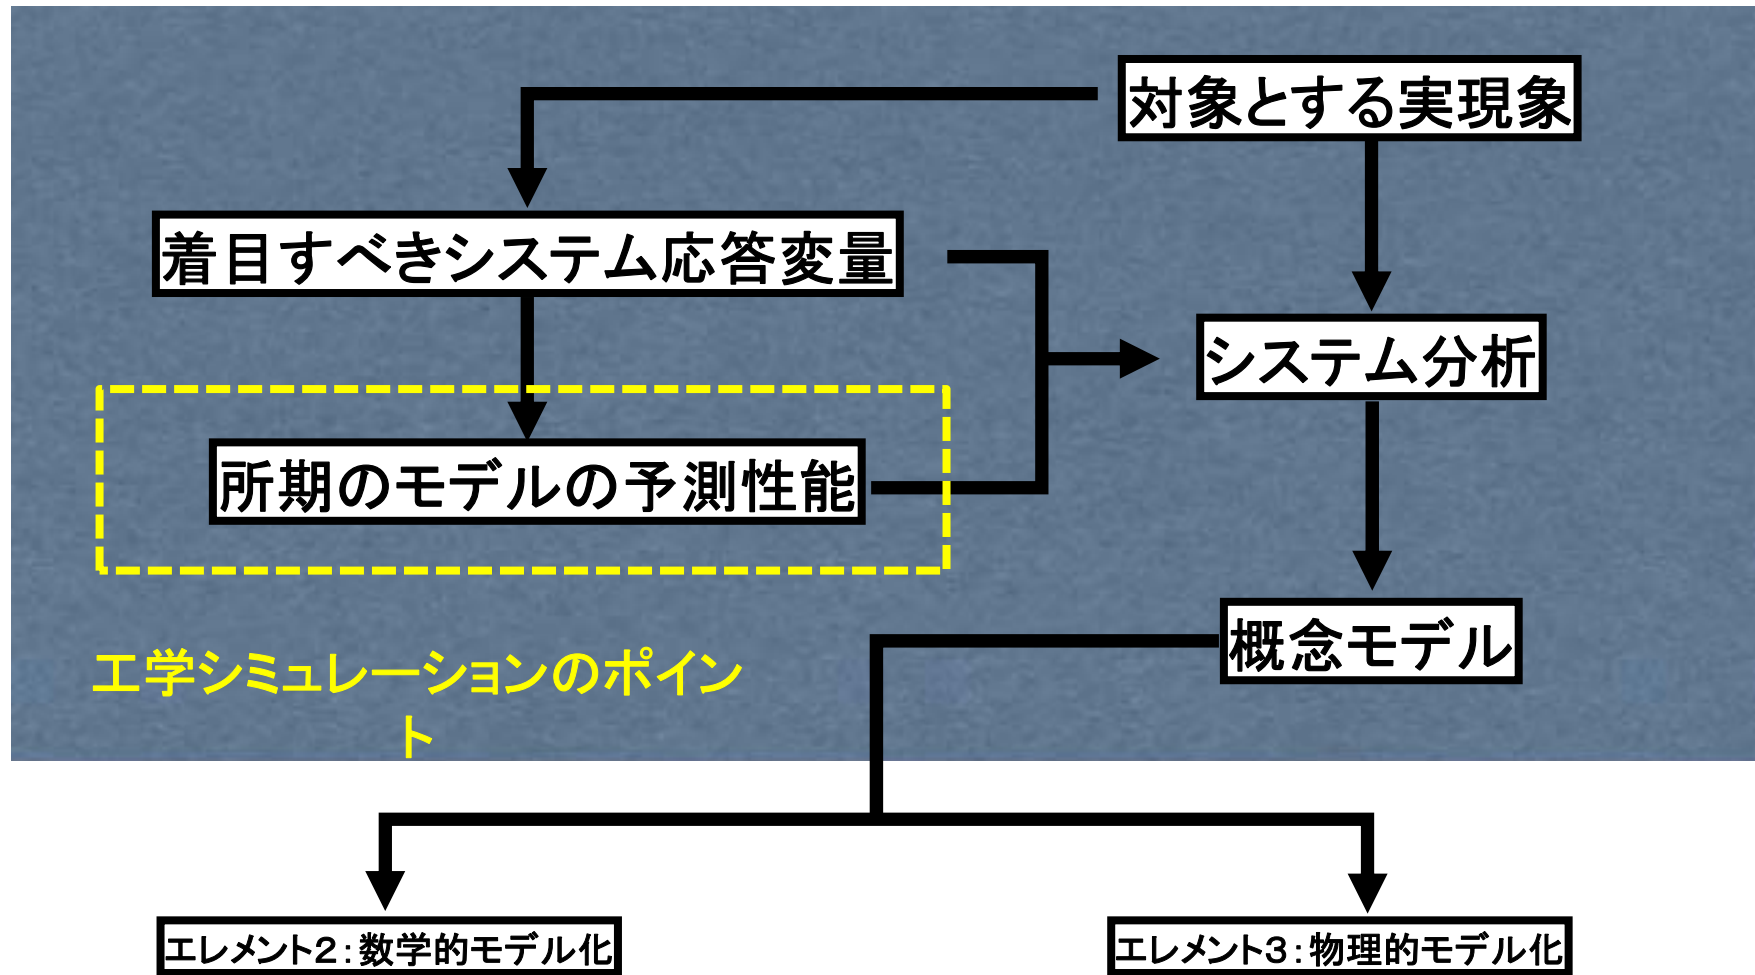 対象とする実現象
着目すべきシステム応答変量
システム分析
所期のモデルの予測性能
概念モデル
工学シミュレーションのポイン
ト
エレメント2:数学的モデル化
エレメント3:物理的モデル化